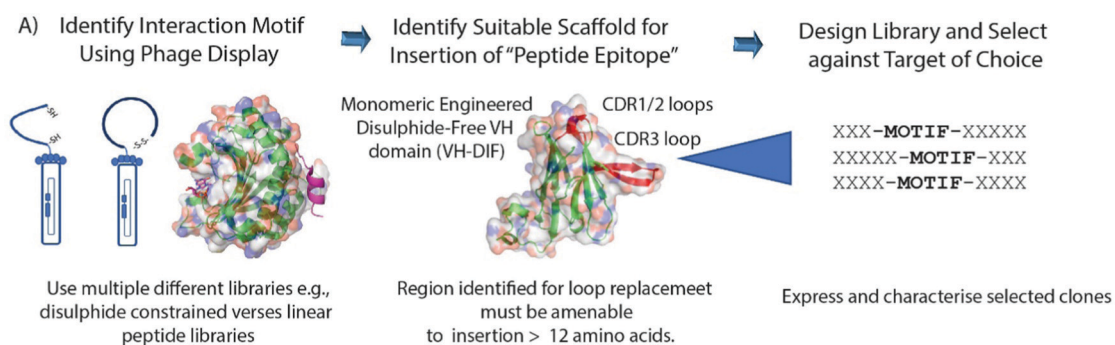 A) Identify Interaction Motif
Using Phage Display
Identify Suitable Scaffold for
Insertion of "Peptide Epitope"
Design Library and Select
against Target of Choice
SH
SH
-S-S-
Monomeric Engineered
Disulphide-Free VH
domain (VH-DIF)
CDR1/2 loops
CDR3 loop
XXX-MOTIF-XXXXX
XXXXX-MOTIF-XXX
XXXX-MOTIF-XXXX
Use multiple different libraries e.g.,
disulphide constrained verses linear
peptide libraries
Region identified for loop replacemeet
must be amenable
to insertion > 12 amino acids.
Express and characterise selected clones